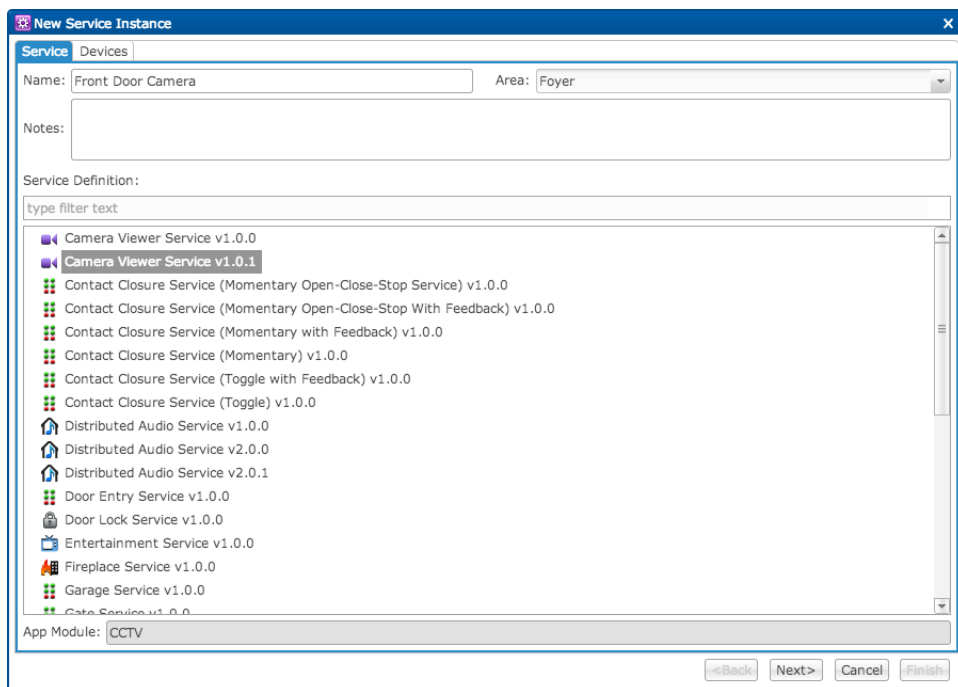 New Service Instance
Service Devices
Name: Front Door Camera Area: Foyer
Notes:
Service Definition:
type filter text
Camera Viewer Service v1.0.0
Camera Viewer Service v1.0.1
Contact Closure Service (Momentary Open-Close-Stop Service) v1.0.0
Contact Closure Service (Momentary Open-Close-Stop With Feedback) v1.0.0
Contact Closure Service (Momentary with Feedback) v1.0.0
Contact Closure Service (Momentary) v1.0.0
Contact Closure Service (Toggle with Feedback) v1.0.0
Contact Closure Service (Toggle) v1.0.0
Distributed Audio Service v1.0.0
Distributed Audio Service v2.0.0
Distributed Audio Service v2.0.1
Door Entry Service v1.0.0
Door Lock Service v1.0.0
Entertainment Service v1.0.0
Fireplace Service v1.0.0
Garage Service v1.0.0
Gate Service v1.0.0
App Module: CCTV
<Back Next> Cancel Finish